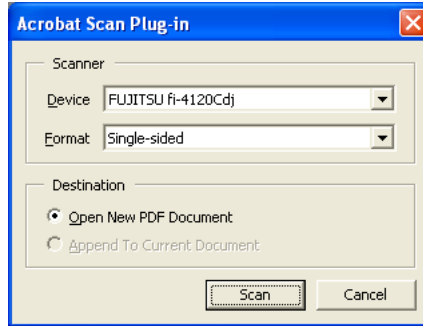 Acrobat Scan Plug-in
Scanner
Device FUJITSU fi-4120Cdj
Format Single-sided
Destination
Open New PDF Document
Append To Current Document
Scan Cancel